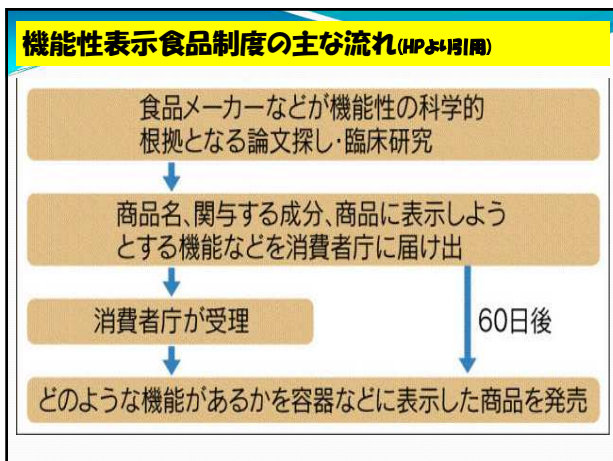 機能性表示食品制度の主な流れ(HPより引用)
食品メーカーなどが機能性の科学的
根拠となる論文探し・臨床研究
商品名、関与する成分、商品に表示しよう
とする機能などを消費者庁に届け出
消費者庁が受理
60日後
どのような機能があるかを容器などに表示した商品を発売